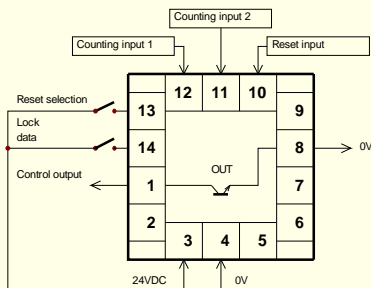 Counting input 2
Counting input 1
Reset input
12 11 10
Reset selection
13
9
Lock
data
14
8
0V
OUT
Control output
1
7
2
6
3 4 5
24VDC
0V